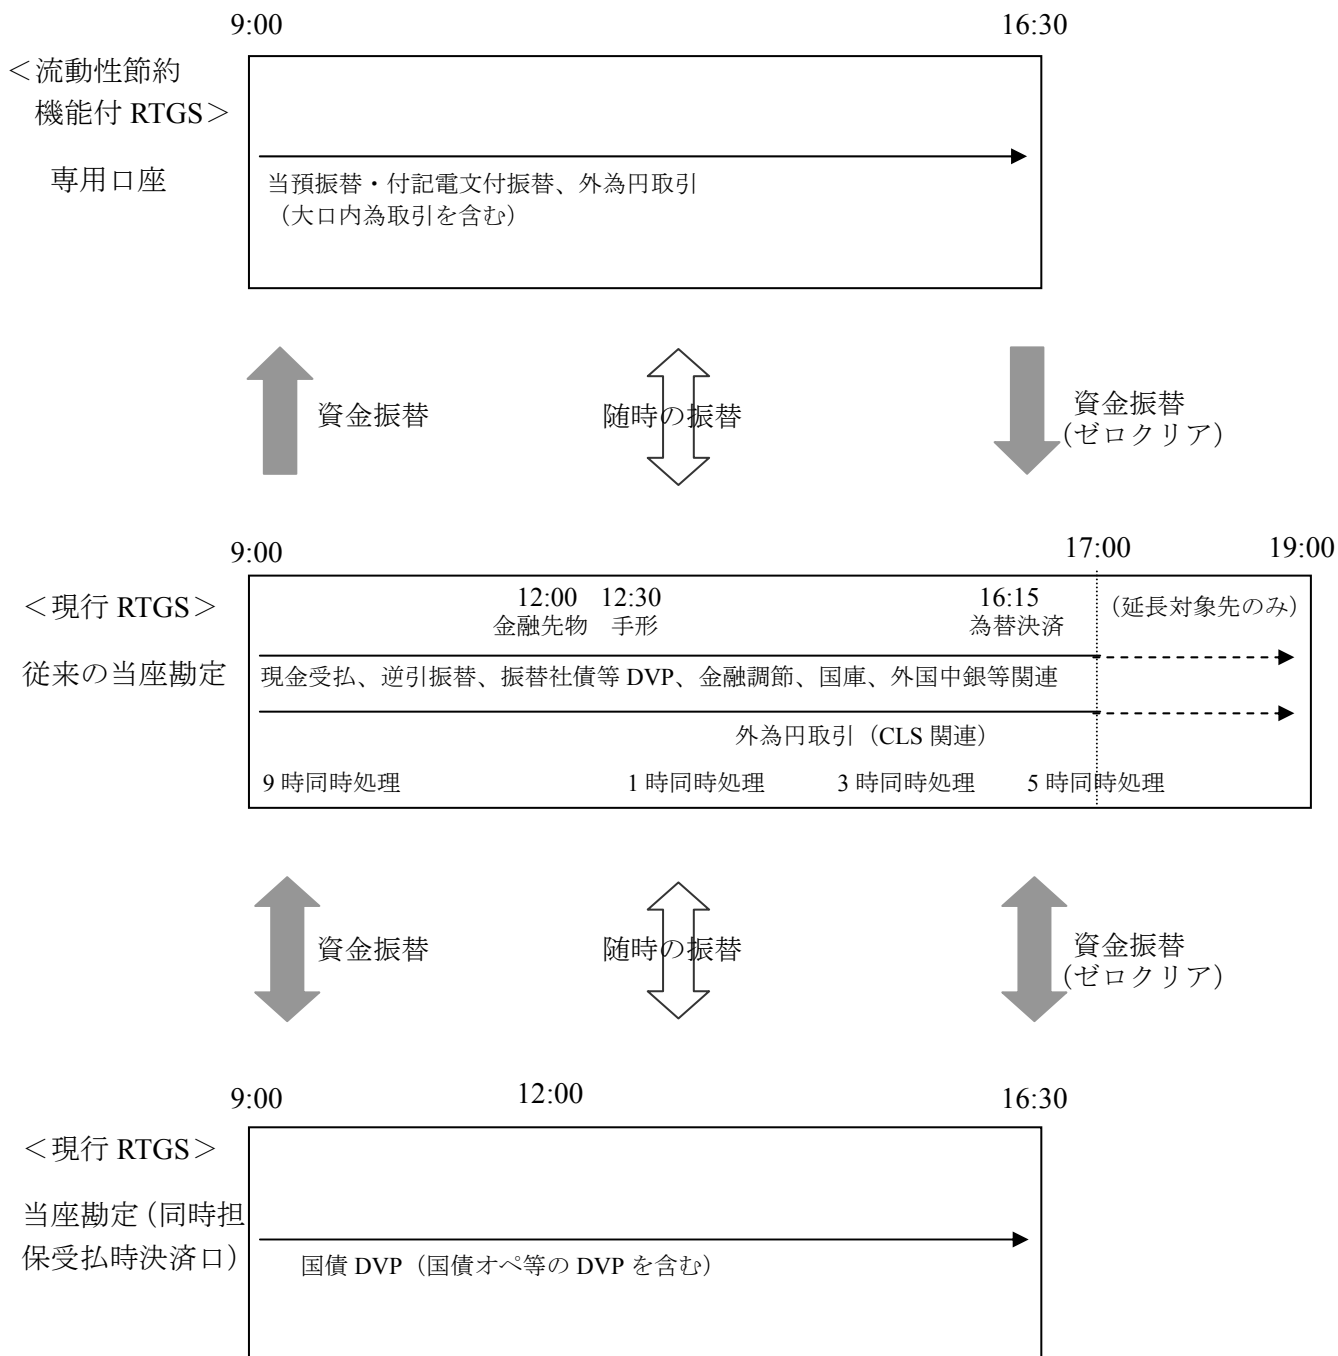 9:00
16:30
＜流動性節約
機能付 RTGS＞
専用口座
当預振替・付記電文付振替、外為円取引
（大口内為取引を含む）
資金振替
随時の振替
資金振替
(ゼロクリア）
9:00
17:00
19:00
＜現行 RTGS＞
従来の当座勘定
12:00
金融先物
12:30
手形
16:15
為替決済
（延長対象先のみ）
現金受払、逆引振替、振替社債等 DVP、金融調節、国庫、外国中銀等関連
外為円取引（CLS 関連）
9 時同時処理
1 時同時処理
3 時同時処理
5 時同時処理
資金振替
随時の振替
資金振替
(ゼロクリア）
9:00
12:00
16:30
＜現行 RTGS＞
当座勘定（同時担
保受払時決済口）
国債 DVP（国債オペ等の DVP を含む）